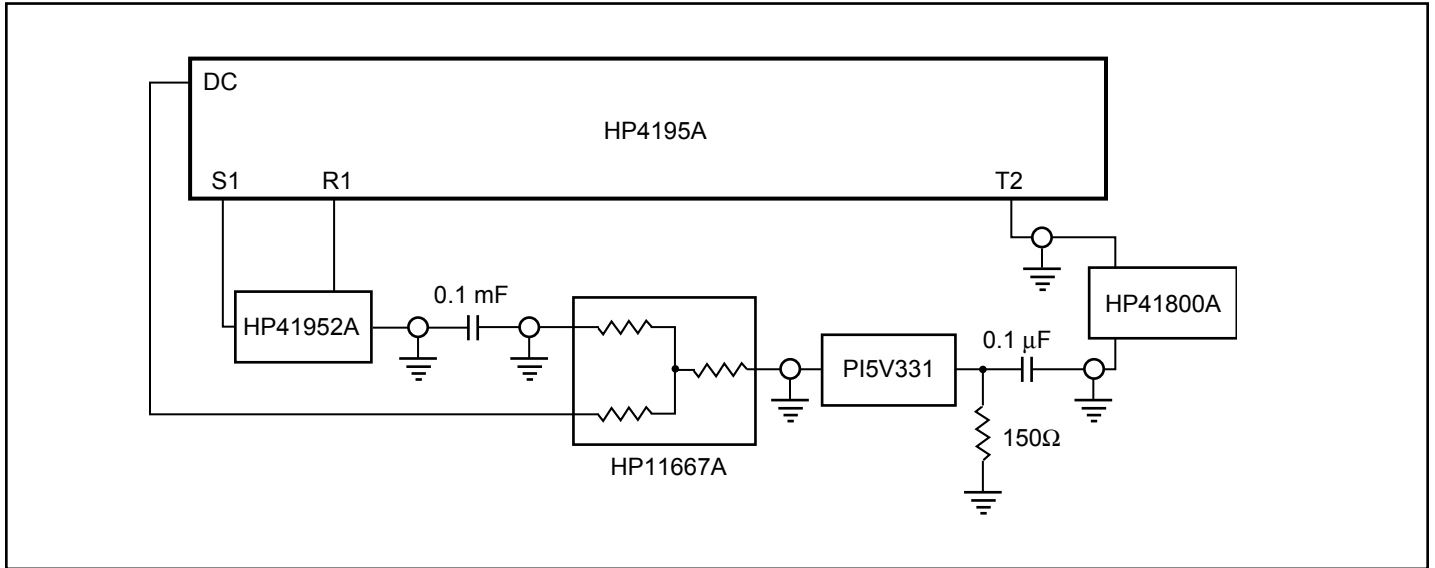 DC
HP4195A
S1
R1
T2
0.1 mF
HP41952A
HP41800A
0.1 μF
PI5V331
150Ω
HP11667A